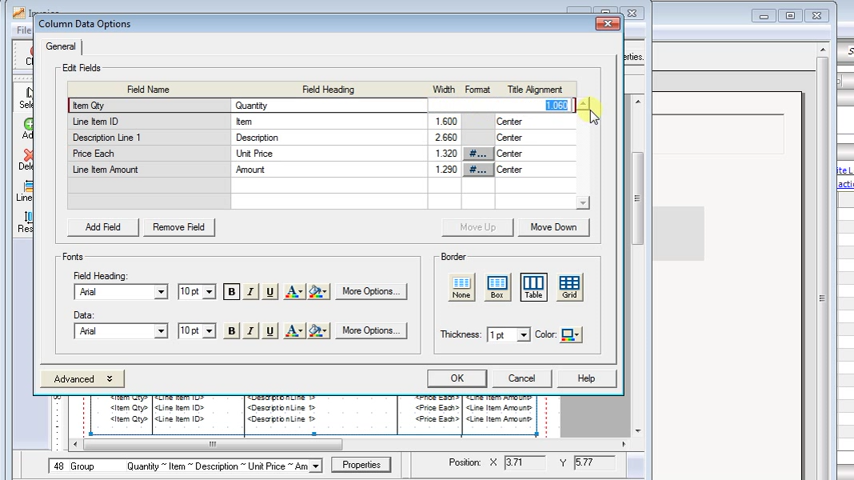 Invoice
Column Data Options
File
General
Edit Fields
Field Name Field Heading Width Format Title Alignment
Item Qty Quantity 1.060
Line Item ID Item 1.600 Center
Description Line 1 Description 2.660 Center
Price Each Unit Price 1.320 #... Center
Line Item Amount Amount 1.290 #... Center
Add Field Remove Field Move Up Move Down
Fonts
Field Heading:
Arial 10 pt B I U A More Options...
Data:
Arial 10 pt B I U A More Options...
Border
None Box Table Grid
Thickness: 1 pt Color:
Advanced OK Cancel Help
<Item Qty> <Line Item ID> <Description Line 1> <Price Each> <Line Item Amount>
<Item Qty> <Line Item ID> <Description Line 1> <Price Each> <Line Item Amount>
<Item Qty> <Line Item ID> <Description Line 1> <Price Each> <Line Item Amount>
48 Group Quantity ~ Item ~ Description ~ Unit Price ~ Am Properties Position: X 3.71 Y 5.77